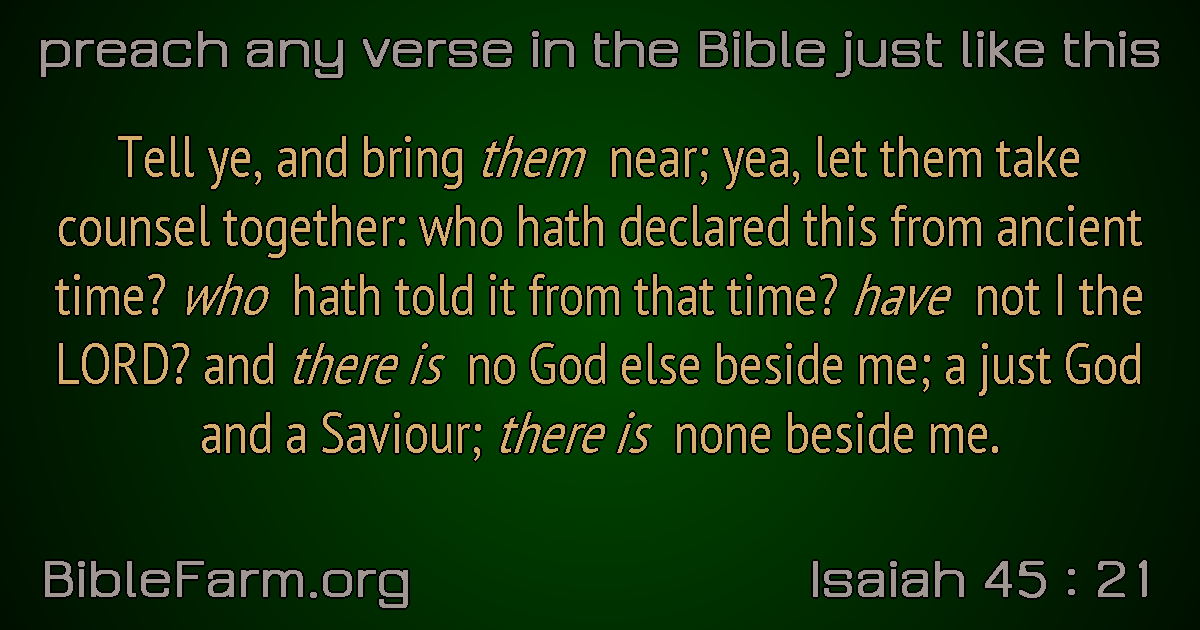 preach any verse in the Bible just like this
Tell ye, and bring them near; yea, let them take
counsel together: who hath declared this from ancient
time? who hath told it from that time? have not I the
LORD? and there is no God else beside me; a just God
and a Saviour; there is none beside me.
BibleFarm.org
Isaiah 45 : 21